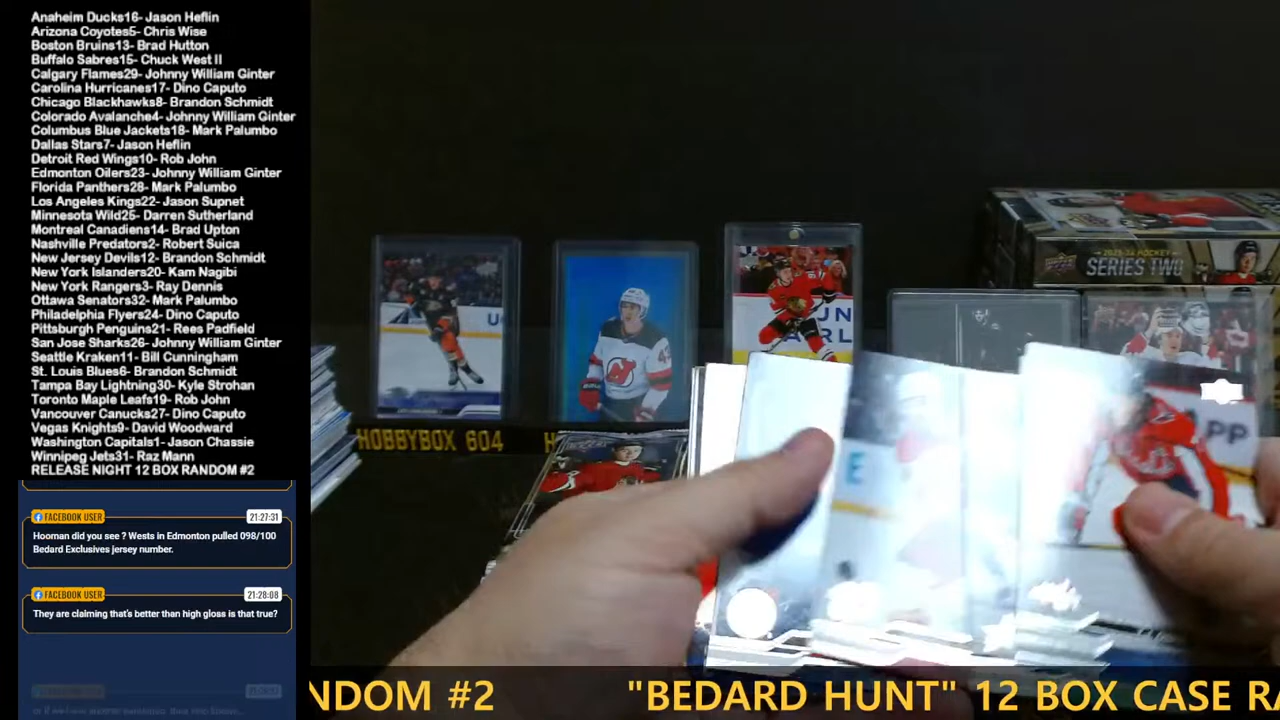 Anaheim Ducks16- Jason Heflin
Arizona Coyotes5- Chris Wise
Boston Bruins13- Brad Hutton
Buffalo Sabres15- Chuck West II
Calgary Flames29- Johnny William Ginter
Carolina Hurricanes17- Dino Caputo
Chicago Blackhawks8- Brandon Schmidt
Colorado Avalanche4- Johnny William Ginter
Columbus Blue Jackets18- Mark Palumbo
Dallas Stars7- Jason Heflin
Detroit Red Wings10- Rob John
Edmonton Oilers23- Johnny William Ginter
Florida Panthers28- Mark Palumbo
Los Angeles Kings22- Jason Supnet
Minnesota Wild25- Darren Sutherland
Montreal Canadiens14- Brad Upton
Nashville Predators2- Robert Suica
New Jersey Devils12- Brandon Schmidt
New York Islanders20- Kam Nagibi
New York Rangers3- Ray Dennis
Ottawa Senators32- Mark Palumbo
Philadelphia Flyers24- Dino Caputo
Pittsburgh Penguins21- Rees Padfield
San Jose Sharks26- Johnny William Ginter
Seattle Kraken11- Bill Cunningham
St. Louis Blues6- Brandon Schmidt
Tampa Bay Lightning30- Kyle Strohan
Toronto Maple Leafs19- Rob John
Vancouver Canucks27- Dino Caputo
Vegas Knights9- David Woodward
Washington Capitals1- Jason Chassie
Winnipeg Jets31- Raz Mann
RELEASE NIGHT 12 BOX RANDOM #2
FACEBOOK USER 21:27:31
Hooman did you see ? Wests in Edmonton pulled 098/100
Bedard Exclusives jersey number.
FACEBOOK USER 21:28:08
They are claiming that's better than high gloss is that true?
SERIES TWO
HOBBYBOX 604
H
PP
E
NDOM #2 "BEDARD HUNT" 12 BOX CASE RA